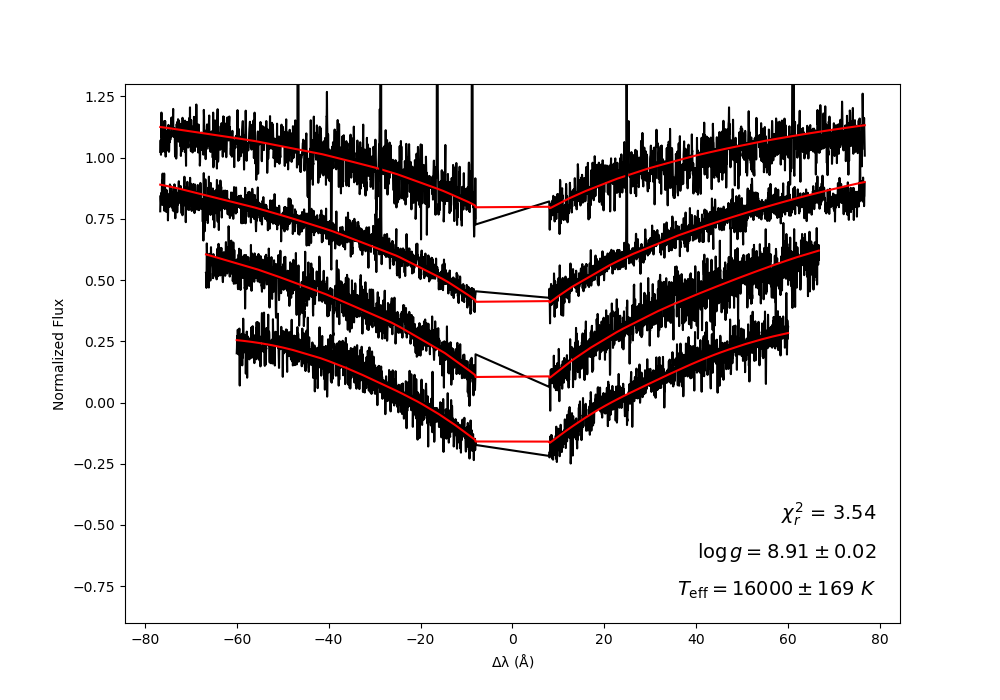 1.25
1.00
0.75
0.50
0.25
0.00
−0.25
−0.50
−0.75
Normalized Flux
χ²ᵣ = 3.54
log g = 8.91 ± 0.02
T_eff = 16000 ± 169 K
−80 −60 −40 −20 0 20 40 60 80
Δλ (Å)